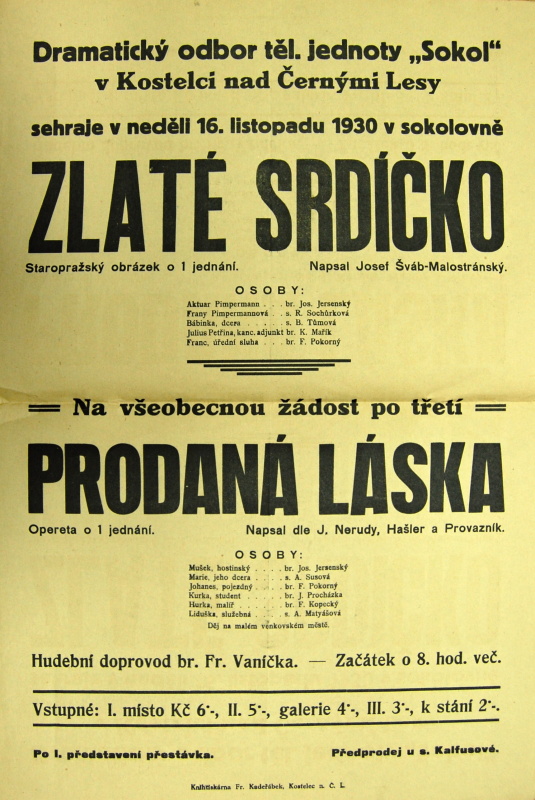 Dramatický odbor těl. jednoty „Sokol“
v Kostelci nad Černými Lesy
sehraje v neděli 16. listopadu 1930 v sokolovně
ZLATÉ SRDÍČKO
Staropražský obrázek o 1 jednání. Napsal Josef Šváb-Malostránský.
OSOBY:
Aktuar Pimpermann . . . br. Jos. Jersenský
Frany Pimpermannová . . s. R. Sochůrková
Bábinka, dcera . . . . . s. B. Tůmová
Julius Petřina, kanc. adjunkt br. K. Mařík
Franc, úřední sluha . . . br. F. Pokorný
Na všeobecnou žádost po třetí
PRODANÁ LÁSKA
Opereta o 1 jednání. Napsal dle J. Nerudy, Hašler a Provazník.
OSOBY:
Mušek, hostinský . . . . br. Jos. Jersenský
Marie, jeho dcera . . . . s. A. Susová
Johanes, pojezdný . . . . br. F. Pokorný
Kurka, student . . . . . br. J. Procházka
Hurka, malíř . . . . . br. F. Kopecký
Liduška, služebná . . . . s. A. Matyášová
Děj na malém venkovském městě.
Hudební doprovod br. Fr. Vaníčka. — Začátek o 8. hod. več.
Vstupné: I. místo Kč 6·-, II. 5·-, galerie 4·-, III. 3·-, k stání 2·-.
Po I. představení přestávka. Předprodej u s. Kalfusové.
Knihtiskárna Fr. Kadeřábek, Kostelec n. Č. L.